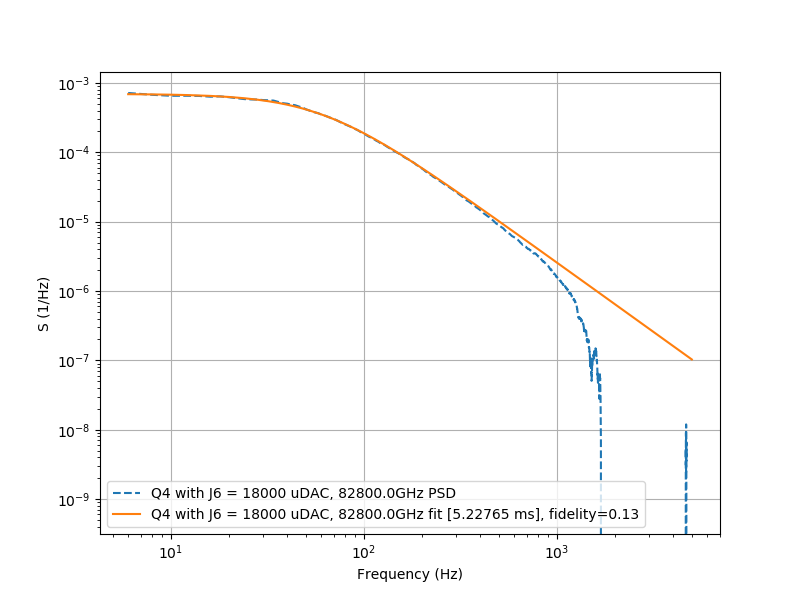 10⁻³
10⁻⁴
10⁻⁵
10⁻⁶
10⁻⁷
10⁻⁸
10⁻⁹
S (1/Hz)
Q4 with J6 = 18000 uDAC, 82800.0GHz PSD
Q4 with J6 = 18000 uDAC, 82800.0GHz fit [5.22765 ms], fidelity=0.13
10¹ 10² 10³
Frequency (Hz)